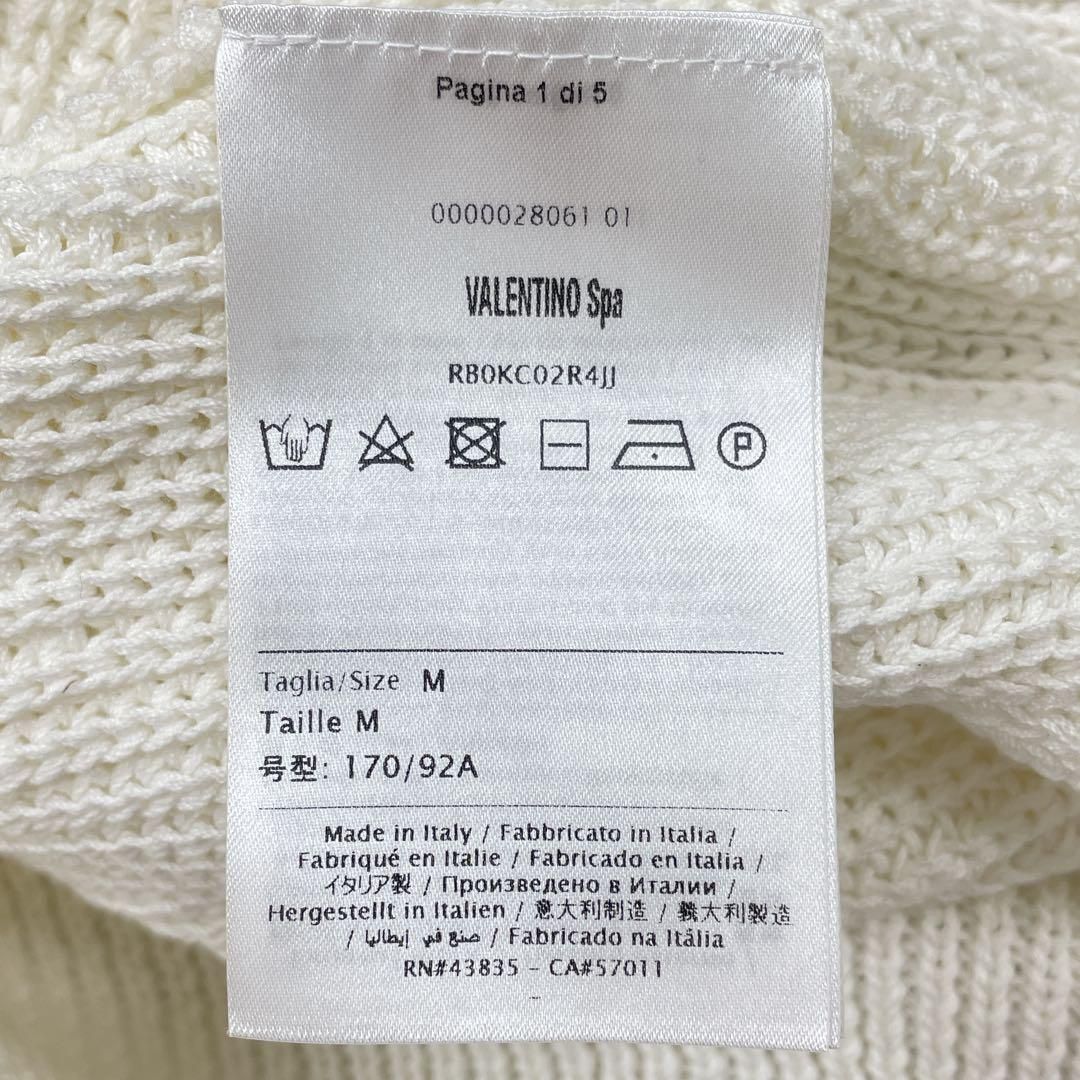 Pagina 1 di 5
0000028061 01
VALENTINO Spa
RB0KC02R4JJ
P
Taglia/Size M
Taille M
号型: 170/92A
Made in Italy / Fabbricato in Italia /
Fabriqué en Italie / Fabricado en Italia /
イタリア製 / Произведено в Италии /
Hergestellt in Italien / 意大利制造 / 義大利製造
/ صنع في إيطاليا / Fabricado na Itália
RN#43835 - CA#57011